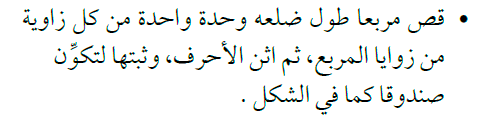 • قص مربعا طول ضلعه وحدة واحدة من كل زاوية
من زوايا المربع، ثم اثن الأحرف، وثبتها لتكوِّن
صندوقا كما في الشكل .